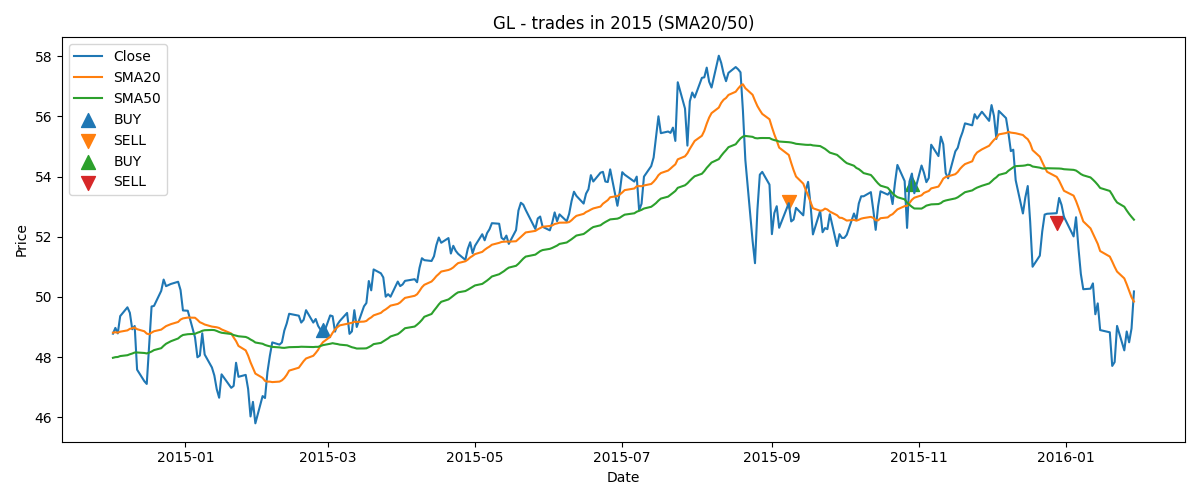 GL - trades in 2015 (SMA20/50)
Close
SMA20
SMA50
BUY
SELL
BUY
SELL
Price
58
56
54
52
50
48
46
2015-01
2015-03
2015-05
2015-07
2015-09
2015-11
2016-01
Date